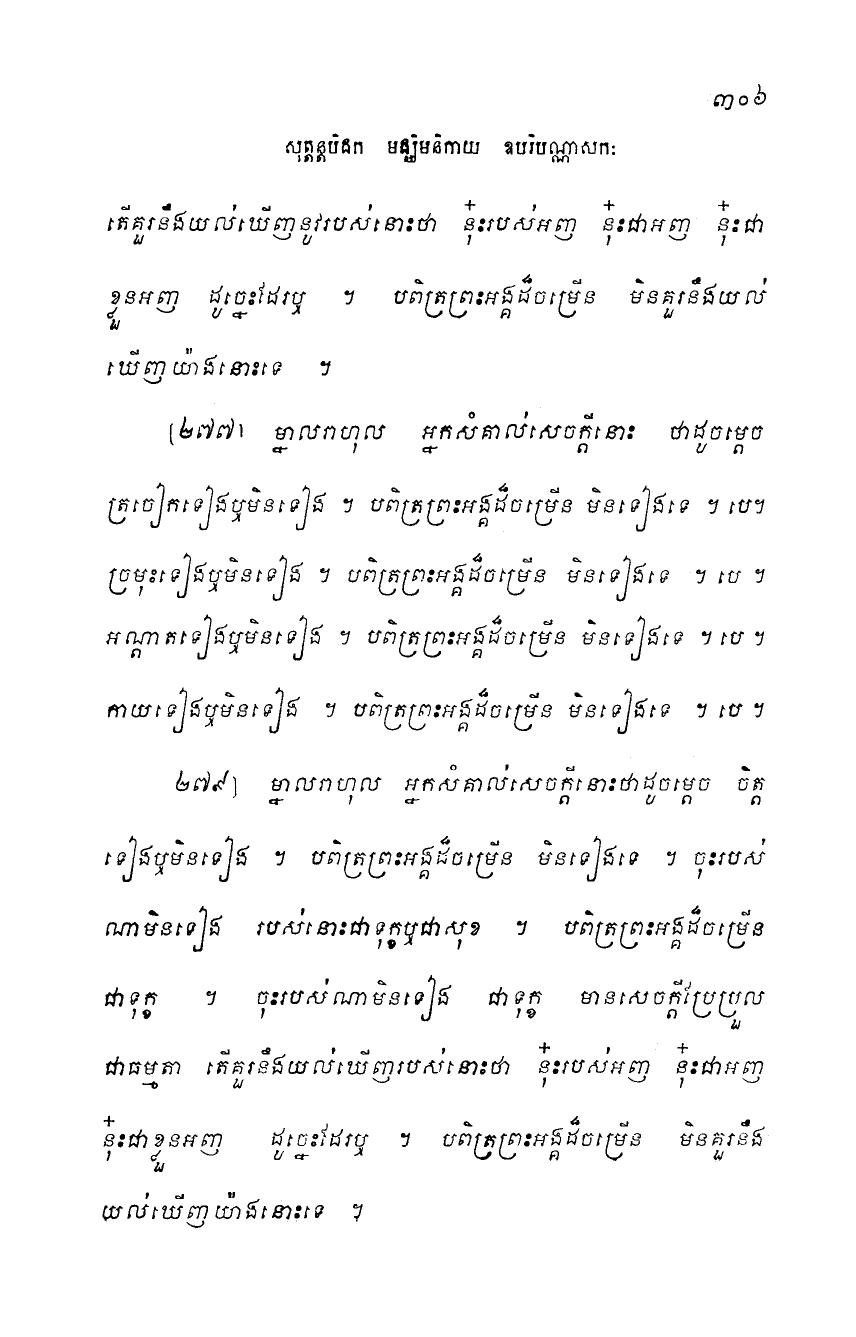 ៣០៦
សុត្តន្តបិដក មជ្ឈិមនិកាយ ឧបរិបណ្ណាសកៈ
តើគួរនឹងយល់ឃើញនូវរបស់នោះថា នុ៎ះរបស់អញ នុ៎ះជាអញ នុ៎ះជា
ខ្លួនអញ ដូច្នេះដែរឬ ។ បពិត្រព្រះអង្គដ៏ចម្រើន មិនគួរនឹងយល់
ឃើញយ៉ាងនោះទេ ។
[២៧៧] ម្នាលរាហុល អ្នកសំគាល់សេចក្តីនោះ ថាដូចម្តេច
ត្រចៀកទៀងឬមិនទៀង ។ បពិត្រព្រះអង្គដ៏ចម្រើន មិនទៀងទេ ។ បេ។
ច្រមុះទៀងឬមិនទៀង ។ បពិត្រព្រះអង្គដ៏ចម្រើន មិនទៀងទេ ។ បេ ។
អណ្តាតទៀងឬមិនទៀង ។ បពិត្រព្រះអង្គដ៏ចម្រើន មិនទៀងទេ ។ បេ ។
កាយទៀងឬមិនទៀង ។ បពិត្រព្រះអង្គដ៏ចម្រើន មិនទៀងទេ ។ បេ ។
២៧៩] ម្នាលរាហុល អ្នកសំគាល់សេចក្តីនោះថាដូចម្តេច ចិត្ត
ទៀងឬមិនទៀង ។ បពិត្រព្រះអង្គដ៏ចម្រើន មិនទៀងទេ ។ ចុះរបស់
ណាមិនទៀង របស់នោះជាទុក្ខឬជាសុខ ។ បពិត្រព្រះអង្គដ៏ចម្រើន
ជាទុក្ខ ។ ចុះរបស់ណាមិនទៀង ជាទុក្ខ មានសេចក្តីប្រែប្រួល
ជាធម្មតា តើគួរនឹងយល់ឃើញរបស់នោះថា នុ៎ះរបស់អញ នុ៎ះជាអញ
នុ៎ះជាខ្លួនអញ ដូច្នេះដែរឬ ។ បពិត្រព្រះអង្គដ៏ចម្រើន មិនគួរនឹង
យល់ឃើញយ៉ាងនោះទេ ។